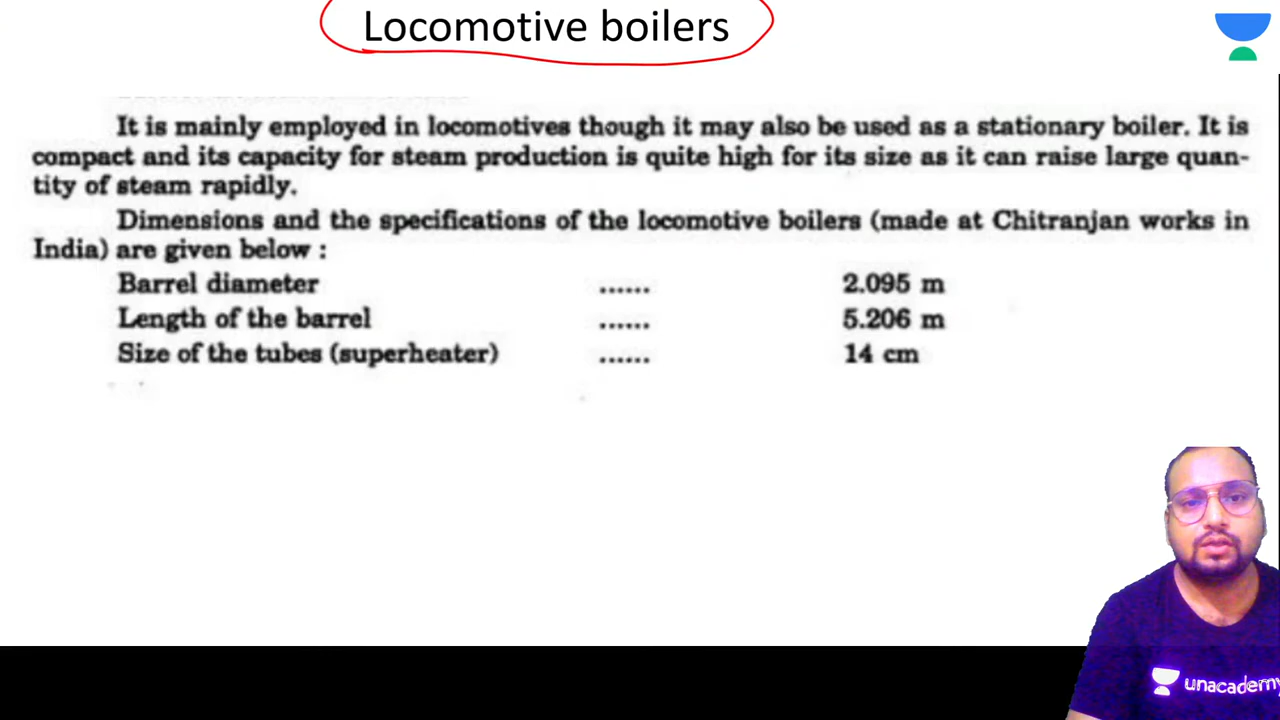 Locomotive boilers
It is mainly employed in locomotives though it may also be used as a stationary boiler. It is
compact and its capacity for steam production is quite high for its size as it can raise large quan-
tity of steam rapidly.
Dimensions and the specifications of the locomotive boilers (made at Chitranjan works in
India) are given below :
Barrel diameter ...... 2.095 m
Length of the barrel ...... 5.206 m
Size of the tubes (superheater) ...... 14 cm
unacademy